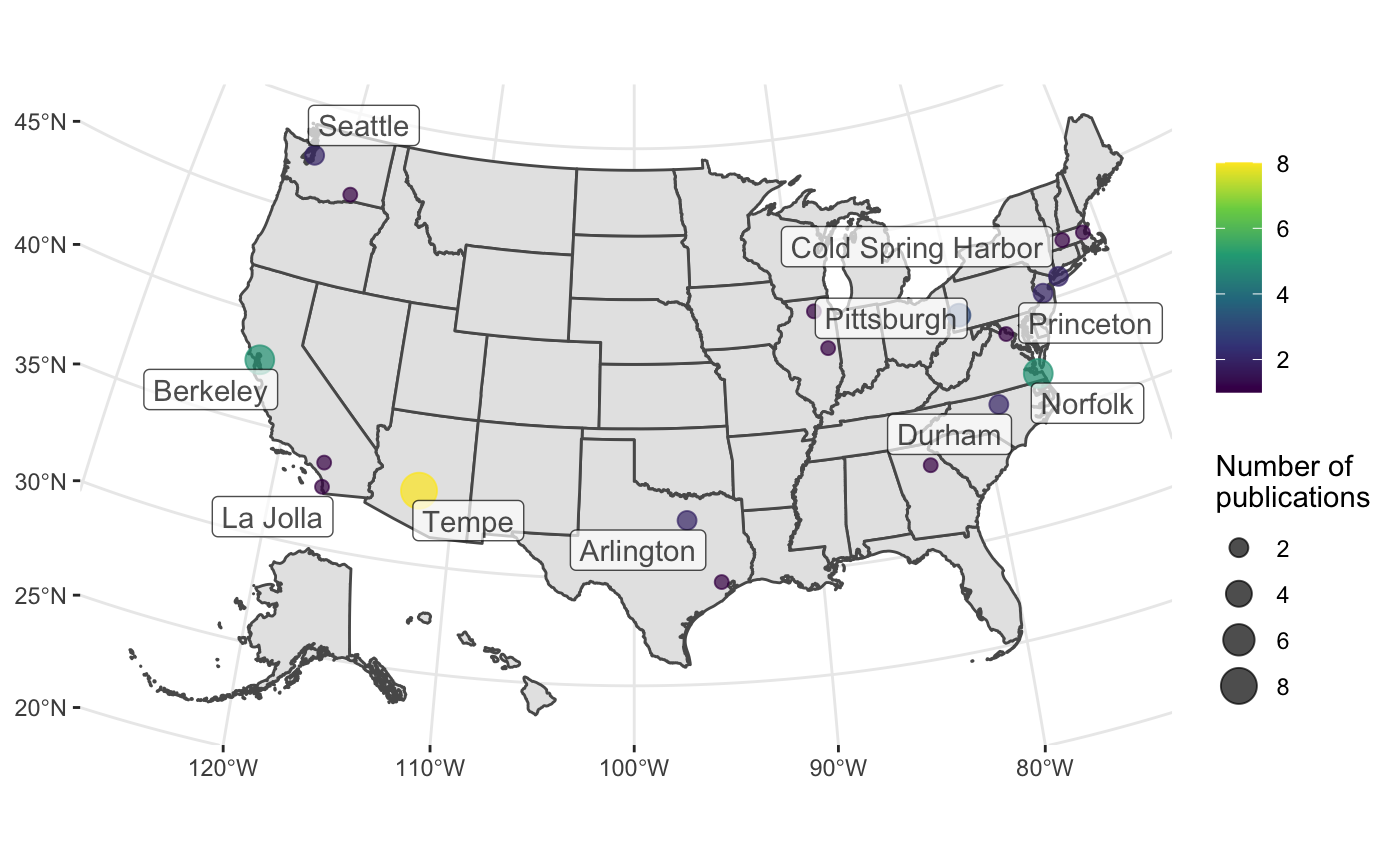 45°N
40°N
35°N
30°N
25°N
20°N
120°W
110°W
100°W
90°W
80°W
Seattle
Cold Spring Harbor
Pittsburgh
Princeton
Berkeley
Norfolk
Durham
La Jolla
Tempe
Arlington
8
6
4
2
Number of
publications
2
4
6
8